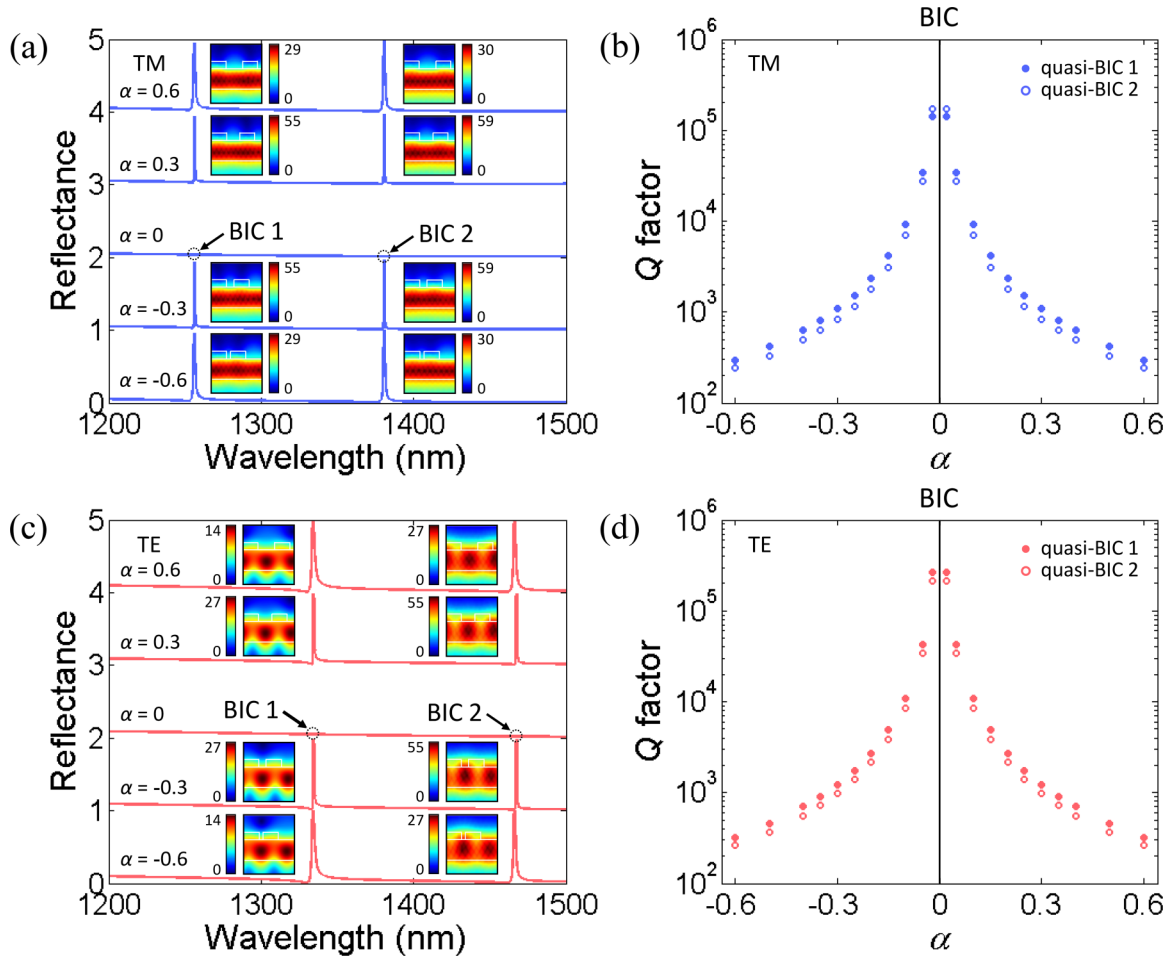 (a)
TM
α = 0.6
α = 0.3
α = 0
α = -0.3
α = -0.6
29
0
30
0
55
0
59
0
BIC 1
BIC 2
55
0
59
0
29
0
30
0
Reflectance
5
4
3
2
1
0
1200 1300 1400 1500
Wavelength (nm)
(b)
BIC
TM
quasi-BIC 1
quasi-BIC 2
Q factor
10^6
10^5
10^4
10^3
10^2
-0.6 -0.3 0 0.3 0.6
α
(c)
TE
α = 0.6
α = 0.3
α = 0
α = -0.3
α = -0.6
14
0
27
0
27
0
55
0
BIC 1
BIC 2
27
0
55
0
14
0
27
0
Reflectance
5
4
3
2
1
0
1200 1300 1400 1500
Wavelength (nm)
(d)
BIC
TE
quasi-BIC 1
quasi-BIC 2
Q factor
10^6
10^5
10^4
10^3
10^2
-0.6 -0.3 0 0.3 0.6
α